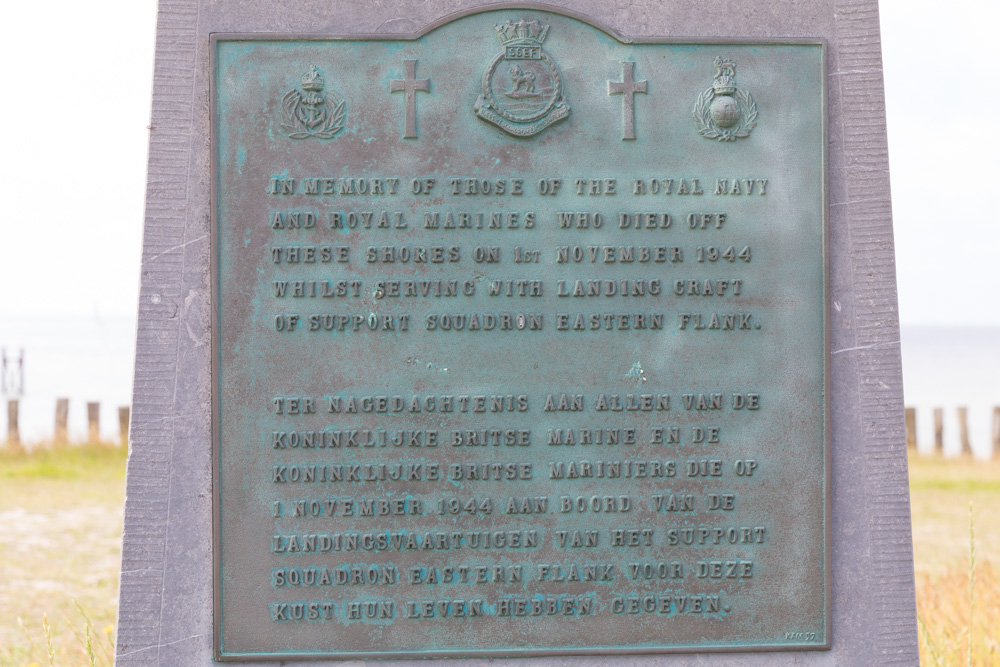 SSEF
IN MEMORY OF THOSE OF THE ROYAL NAVY
AND ROYAL MARINES WHO DIED OFF
THESE SHORES ON 1ST NOVEMBER 1944
WHILST SERVING WITH LANDING CRAFT
OF SUPPORT SQUADRON EASTERN FLANK.
TER NAGEDACHTENIS AAN ALLEN VAN DE
KONINKLIJKE BRITSE MARINE EN DE
KONINKLIJKE BRITSE MARINIERS DIE OP
1 NOVEMBER 1944 AAN BOORD VAN DE
LANDINGSVAARTUIGEN VAN HET SUPPORT
SQUADRON EASTERN FLANK VOOR DEZE
KUST HUN LEVEN HEBBEN GEGEVEN.